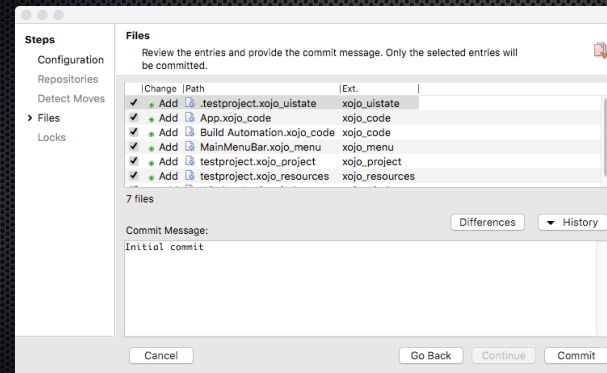 Steps
Configuration
Repositories
Detect Moves
Files
Locks
Files
Review the entries and provide the commit message. Only the selected entries will
be committed.
Change Path Ext.
Add .testproject.xojo_uistate xojo_uistate
Add App.xojo_code xojo_code
Add Build Automation.xojo_code xojo_code
Add MainMenuBar.xojo_menu xojo_menu
Add testproject.xojo_project xojo_project
Add testproject.xojo_resources xojo_resources
7 files
Differences
History
Commit Message:
Initial commit
Cancel
Go Back
Continue
Commit